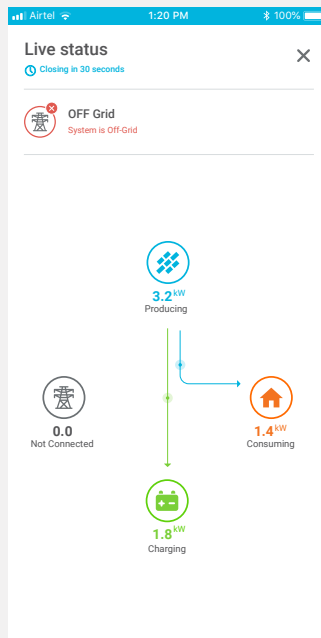 Airtel 1:20 PM 100%
Live status
Closing in 30 seconds
OFF Grid
System is Off-Grid
3.2 kW
Producing
0.0
Not Connected
1.4 kW
Consuming
1.8 kW
Charging